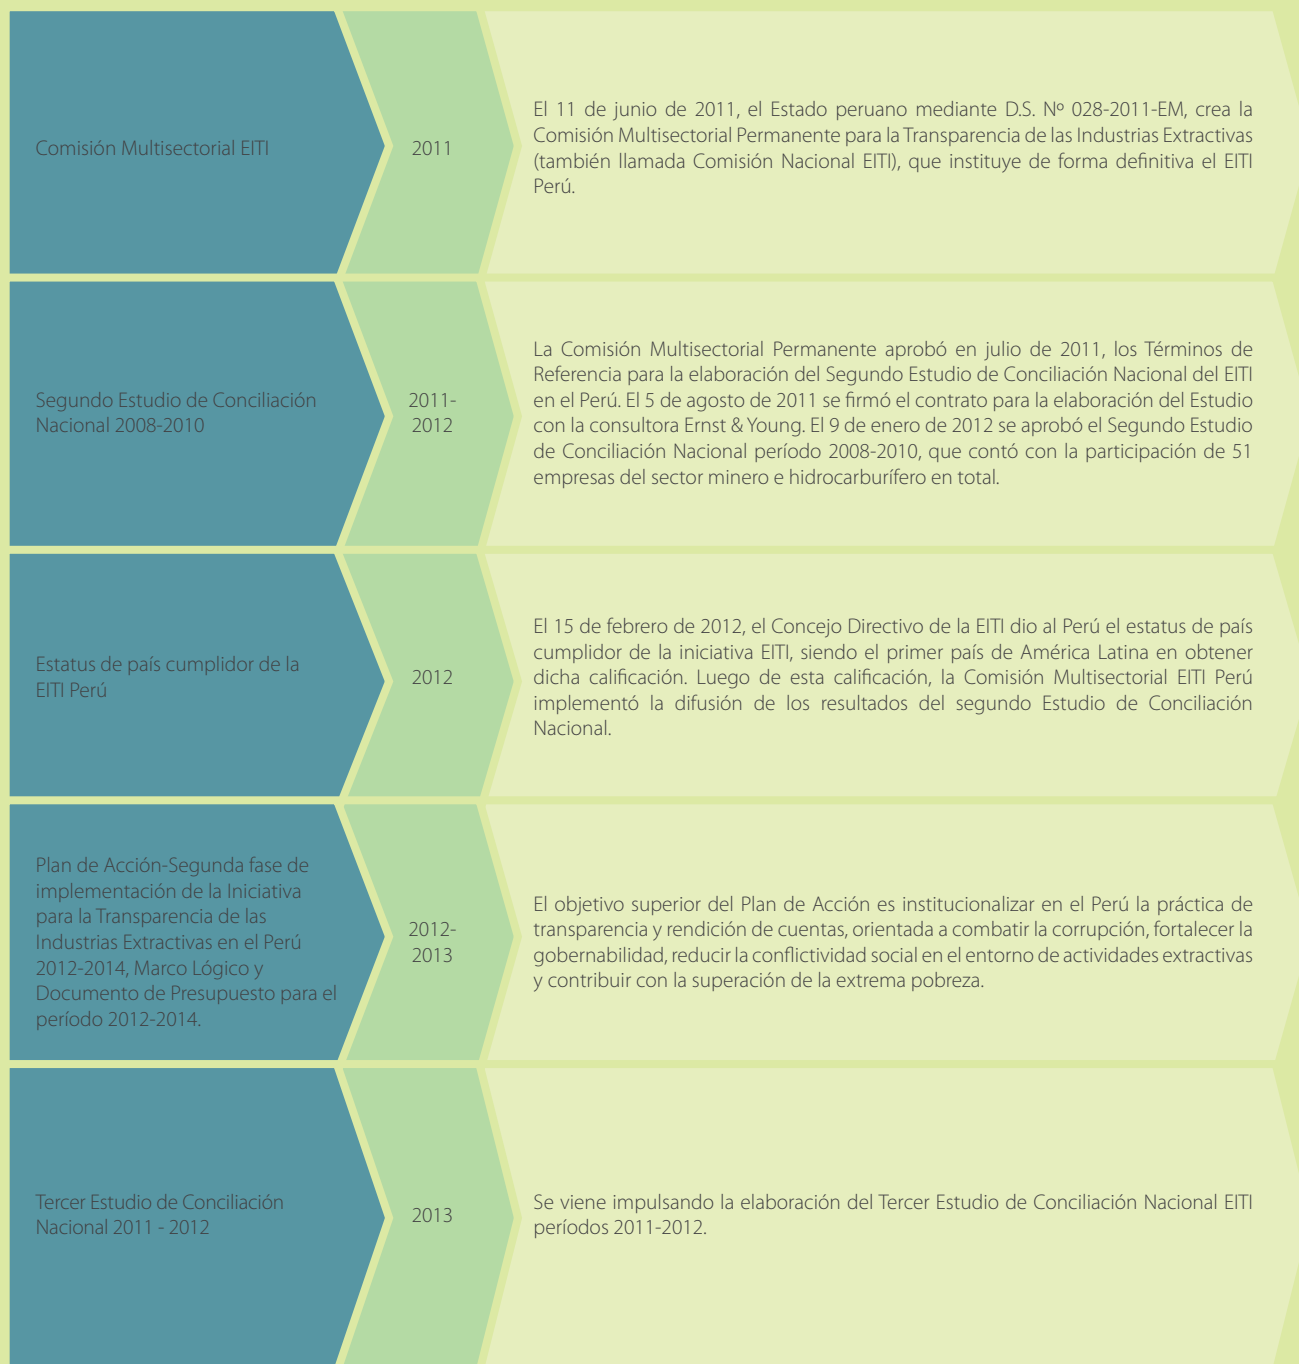 Comisión Multisectorial EITI
2011
El 11 de junio de 2011, el Estado peruano mediante D.S. Nº 028-2011-EM, crea la
Comisión Multisectorial Permanente para la Transparencia de las Industrias Extractivas
(también llamada Comisión Nacional EITI), que instituye de forma definitiva el EITI
Perú.
Segundo Estudio de Conciliación
Nacional 2008-2010
2011-
2012
La Comisión Multisectorial Permanente aprobó en julio de 2011, los Términos de
Referencia para la elaboración del Segundo Estudio de Conciliación Nacional del EITI
en el Perú. El 5 de agosto de 2011 se firmó el contrato para la elaboración del Estudio
con la consultora Ernst & Young. El 9 de enero de 2012 se aprobó el Segundo Estudio
de Conciliación Nacional período 2008-2010, que contó con la participación de 51
empresas del sector minero e hidrocarburífero en total.
Estatus de país cumplidor de la
EITI Perú
2012
El 15 de febrero de 2012, el Concejo Directivo de la EITI dio al Perú el estatus de país
cumplidor de la iniciativa EITI, siendo el primer país de América Latina en obtener
dicha calificación. Luego de esta calificación, la Comisión Multisectorial EITI Perú
implementó la difusión de los resultados del segundo Estudio de Conciliación
Nacional.
Plan de Acción-Segunda fase de
implementación de la Iniciativa
para la Transparencia de las
Industrias Extractivas en el Perú
2012-2014, Marco Lógico y
Documento de Presupuesto para el
período 2012-2014.
2012-
2013
El objetivo superior del Plan de Acción es institucionalizar en el Perú la práctica de
transparencia y rendición de cuentas, orientada a combatir la corrupción, fortalecer la
gobernabilidad, reducir la conflictividad social en el entorno de actividades extractivas
y contribuir con la superación de la extrema pobreza.
Tercer Estudio de Conciliación
Nacional 2011 - 2012
2013
Se viene impulsando la elaboración del Tercer Estudio de Conciliación Nacional EITI
períodos 2011-2012.